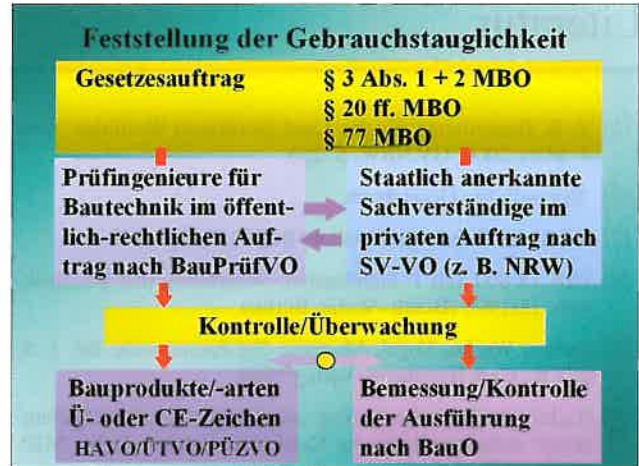 Feststellung der Gebrauchstauglichkeit
Gesetzesauftrag § 3 Abs. 1 + 2 MBO
§ 20 ff. MBO
§ 77 MBO
Prüfingenieure für
Bautechnik im öffent-
lich-rechtlichen Auf-
trag nach BauPrüfVO
Staatlich anerkannte
Sachverständige im
privaten Auftrag nach
SV-VO (z. B. NRW)
Kontrolle/Überwachung
Bauprodukte/-arten
Ü- oder CE-Zeichen
HAVO/ÜTVO/PÜZVO
Bemessung/Kontrolle
der Ausführung
nach BauO